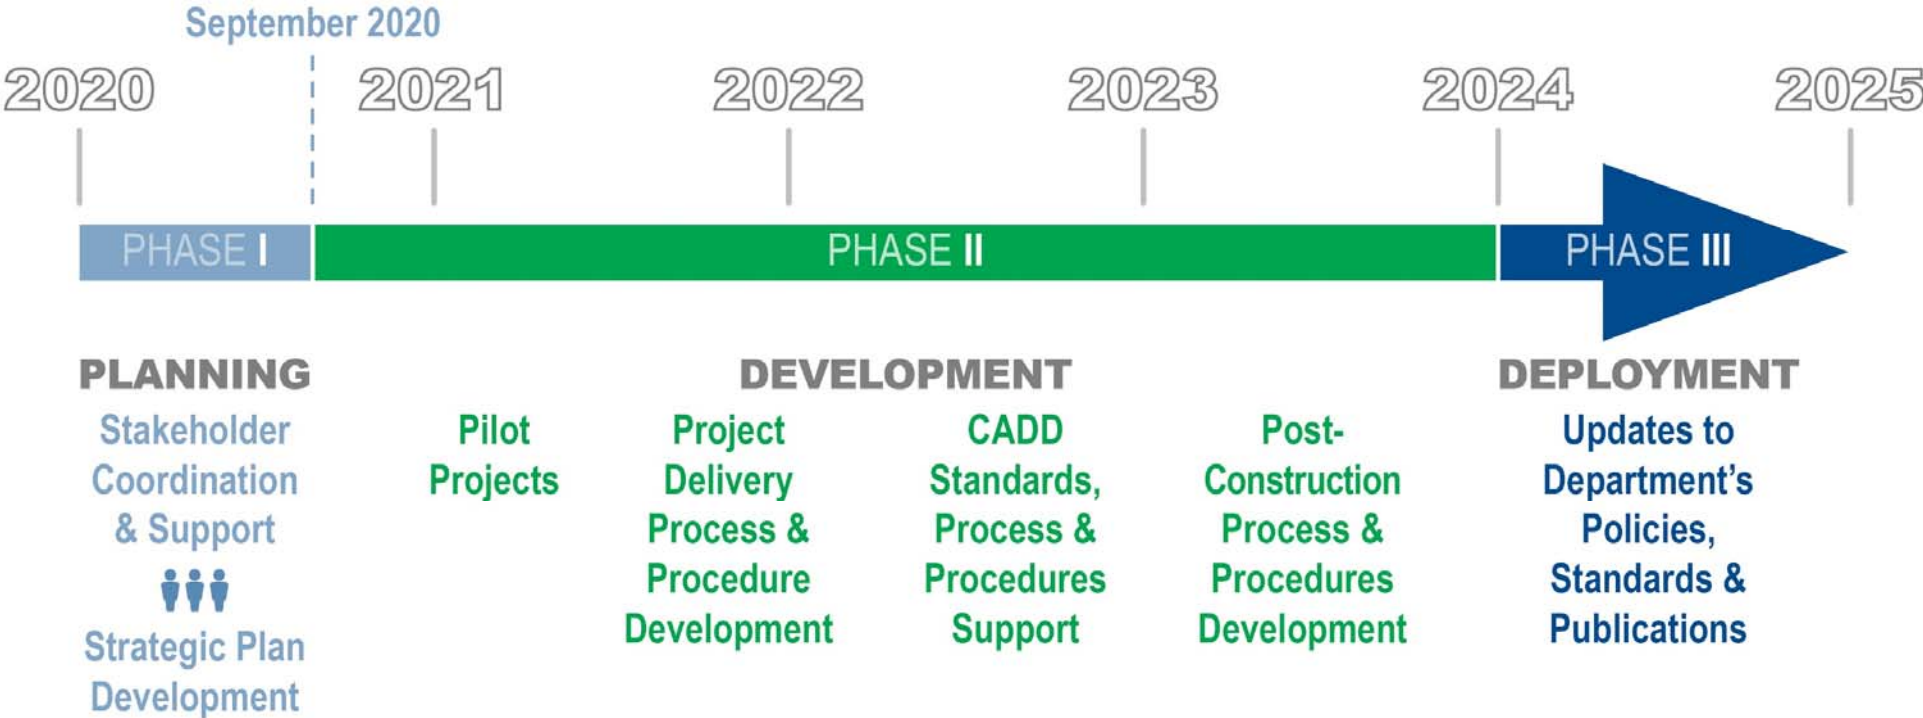 September 2020
2020 2021 2022 2023 2024 2025
PHASE I PHASE II PHASE III
PLANNING
Stakeholder
Coordination
& Support
Strategic Plan
Development
DEVELOPMENT
Pilot
Projects
Project
Delivery
Process &
Procedure
Development
CADD
Standards,
Process &
Procedures
Support
Post-
Construction
Process &
Procedures
Development
DEPLOYMENT
Updates to
Department’s
Policies,
Standards &
Publications